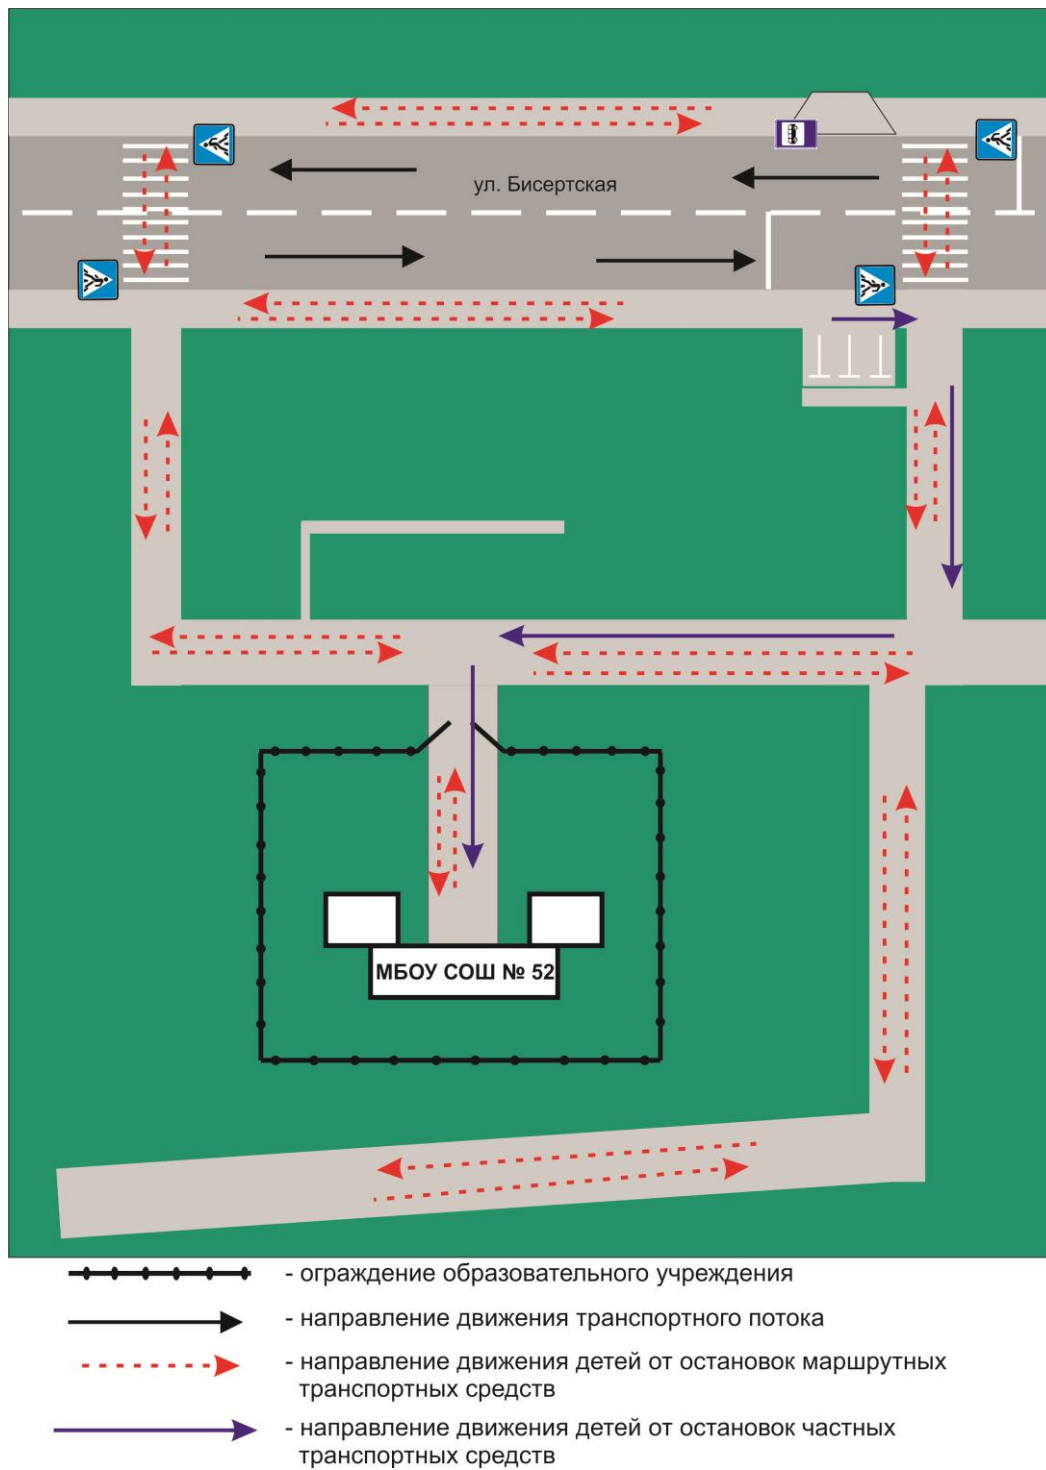 ул. Бисертская
МБОУ СОШ № 52
- ограждение образовательного учреждения
- направление движения транспортного потока
- направление движения детей от остановок маршрутных
транспортных средств
- направление движения детей от остановок частных
транспортных средств